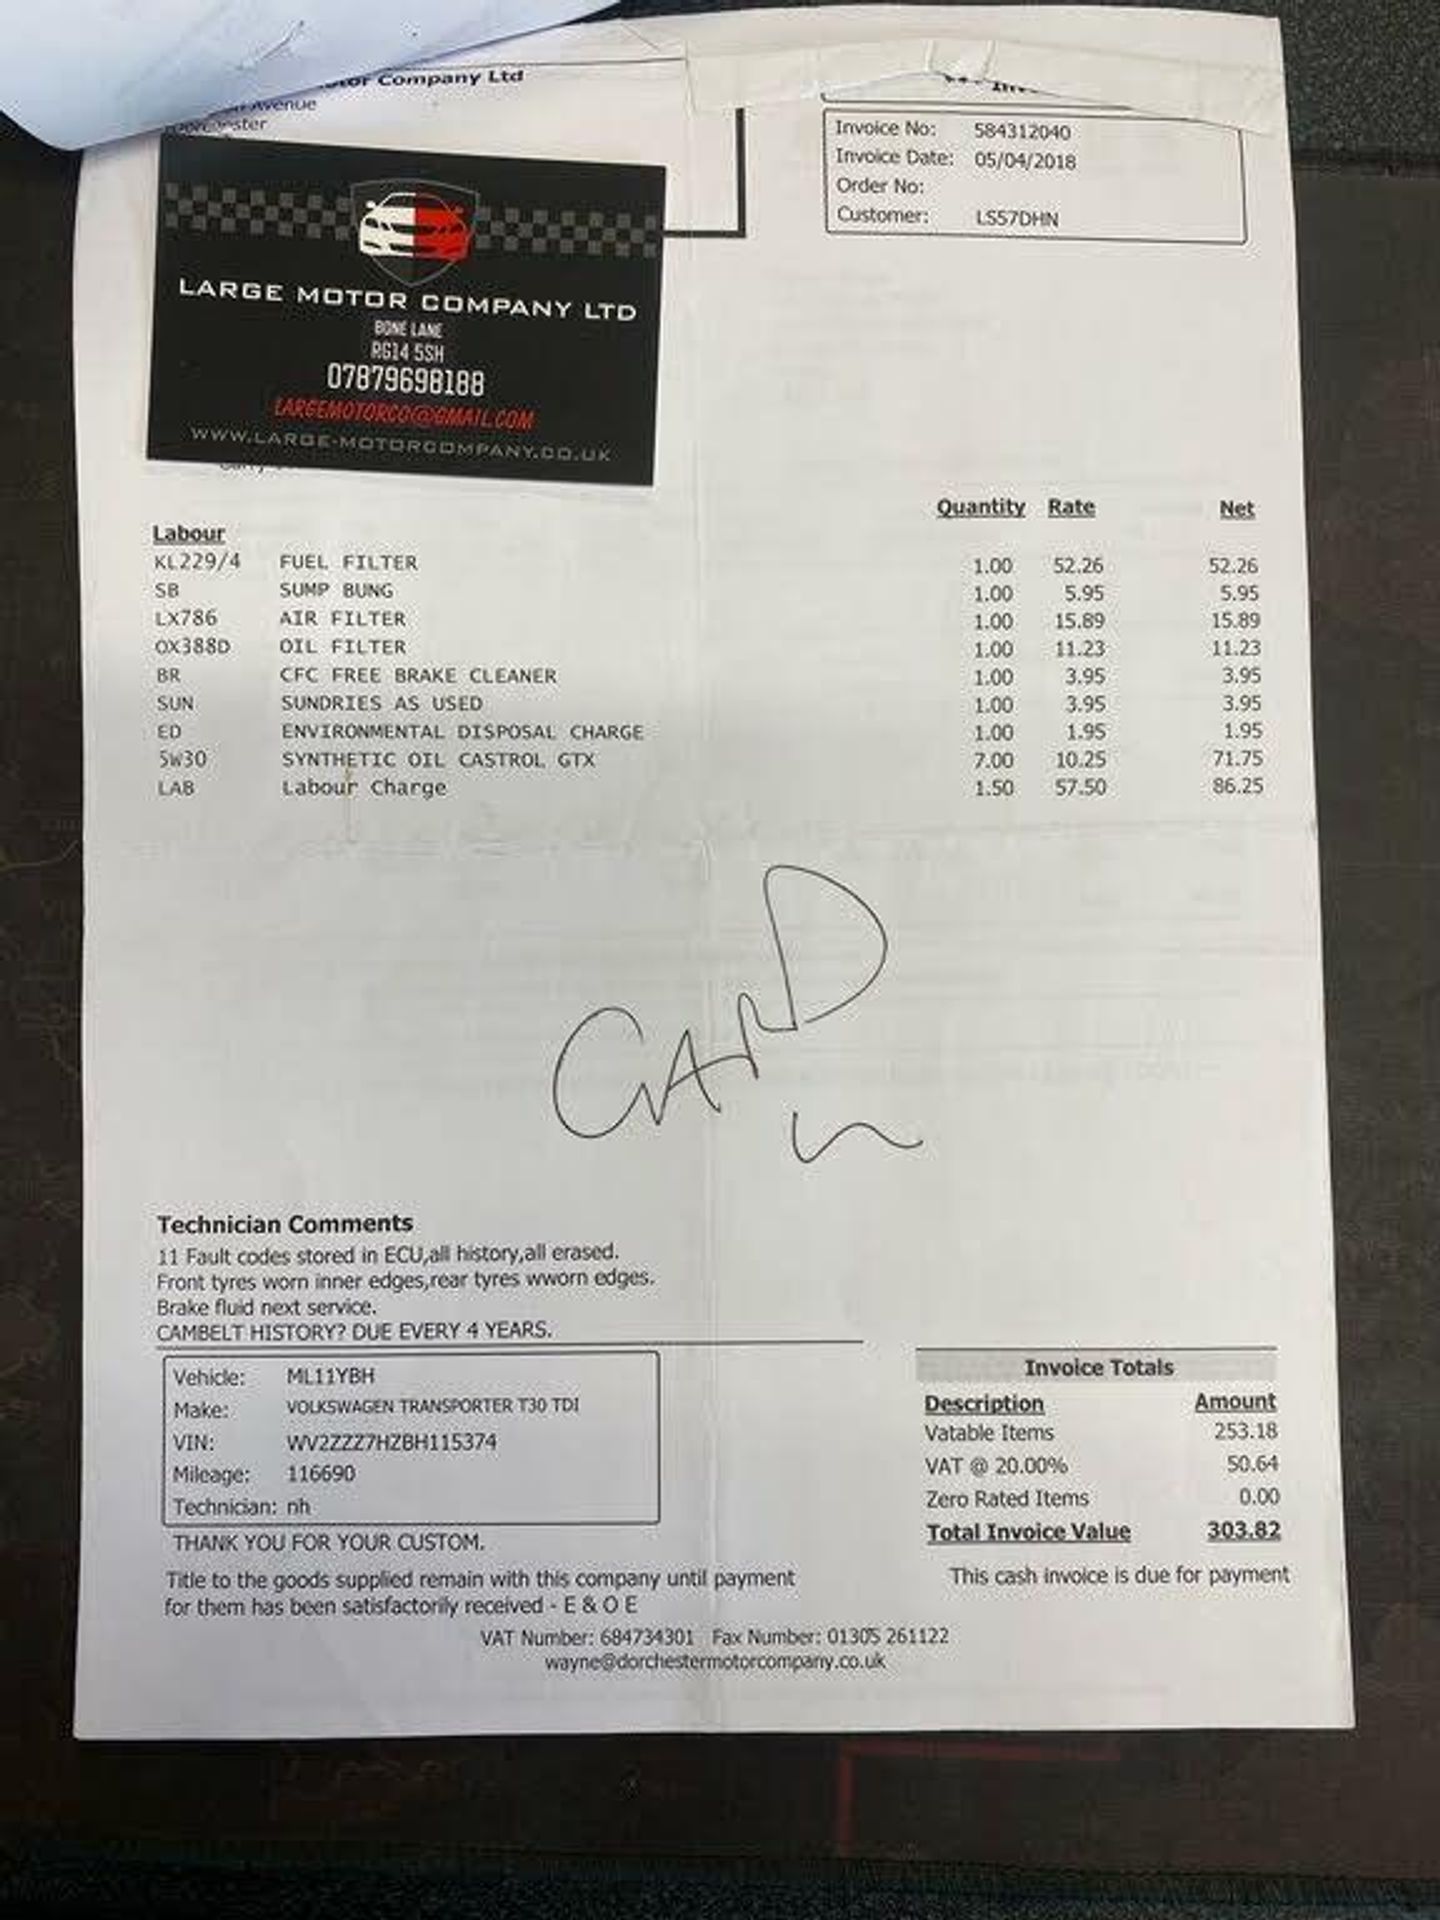 Company Ltd
Avenue
Invoice No: 584312040
Invoice Date: 05/04/2018
Order No:
Customer: LS57DHN
LARGE MOTOR COMPANY LTD
BONE LANE
RG14 5SH
07879698188
LARGEMOTORCO@GMAIL.COM
WWW.LARGE-MOTORCOMPANY.CO.UK
Quantity Rate Net
Labour
KL229/4 FUEL FILTER 1.00 52.26 52.26
SB SUMP BUNG 1.00 5.95 5.95
LX786 AIR FILTER 1.00 15.89 15.89
OX388D OIL FILTER 1.00 11.23 11.23
BR CFC FREE BRAKE CLEANER 1.00 3.95 3.95
SUN SUNDRIES AS USED 1.00 3.95 3.95
ED ENVIRONMENTAL DISPOSAL CHARGE 1.00 1.95 1.95
5W30 SYNTHETIC OIL CASTROL GTX 7.00 10.25 71.75
LAB Labour Charge 1.50 57.50 86.25
Technician Comments
11 Fault codes stored in ECU,all history,all erased.
Front tyres worn inner edges,rear tyres wworn edges.
Brake fluid next service.
CAMBELT HISTORY? DUE EVERY 4 YEARS.
Vehicle: ML11YBH
Make: VOLKSWAGEN TRANSPORTER T30 TDI
VIN: WV2ZZZ7HZBH115374
Mileage: 116690
Technician: nh
Invoice Totals
Description Amount
Vatable Items 253.18
VAT @ 20.00% 50.64
Zero Rated Items 0.00
Total Invoice Value 303.82
THANK YOU FOR YOUR CUSTOM.
Title to the goods supplied remain with this company until payment
for them has been satisfactorily received - E & O E
This cash invoice is due for payment
VAT Number: 684734301 Fax Number: 01305 261122
wayne@dorchestermotorcompany.co.uk